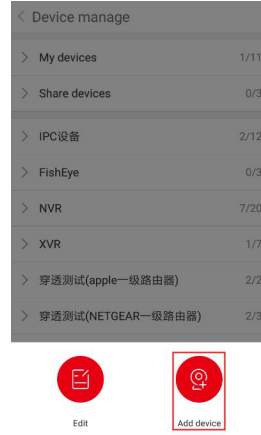 Device manage
My devices 1/11
Share devices 0/3
IPC设备 2/12
FishEye 0/3
NVR 7/20
XVR 1/7
穿透测试(apple一级路由器) 2/2
穿透测试(NETGEAR一级路由器) 2/3
Edit Add device